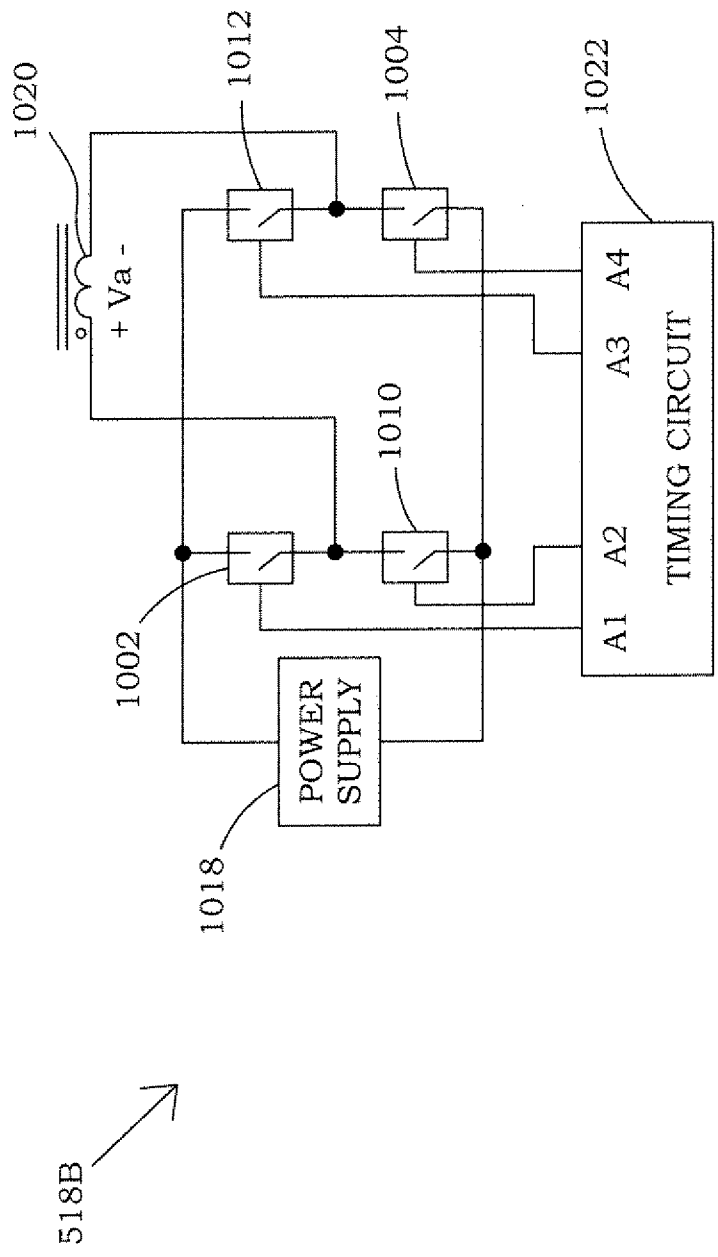 1020
1012
1004
1022
+ Va -
1002
1010
1018
POWER
SUPPLY
A1 A2 A3 A4
TIMING CIRCUIT
518B